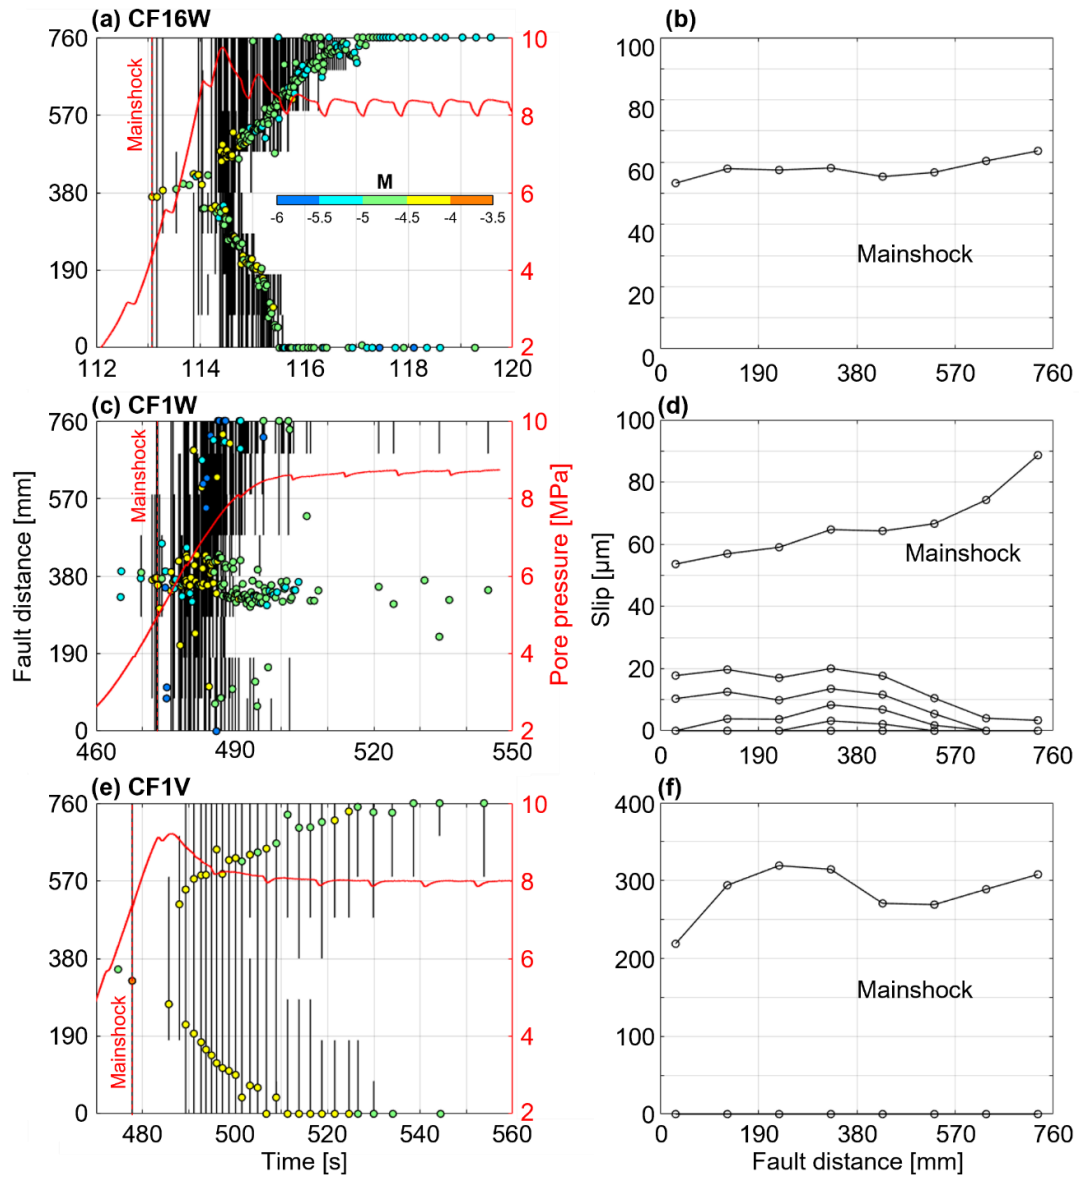 (a) CF16W
(b)
760
570
380
190
0
10
8
6
4
2
Mainshock
M
-6 -5.5 -5 -4.5 -4 -3.5
112 114 116 118 120
100
80
60
40
20
0
Mainshock
0 190 380 570 760
(c) CF1W
(d)
760
570
380
190
0
Fault distance [mm]
10
8
6
4
2
Pore pressure [MPa]
Mainshock
460 490 520 550
100
80
60
40
20
0
Slip [µm]
Mainshock
0 190 380 570 760
(e) CF1V
(f)
760
570
380
190
0
10
8
6
4
2
Mainshock
480 500 520 540 560
Time [s]
400
300
200
100
0
Mainshock
0 190 380 570 760
Fault distance [mm]